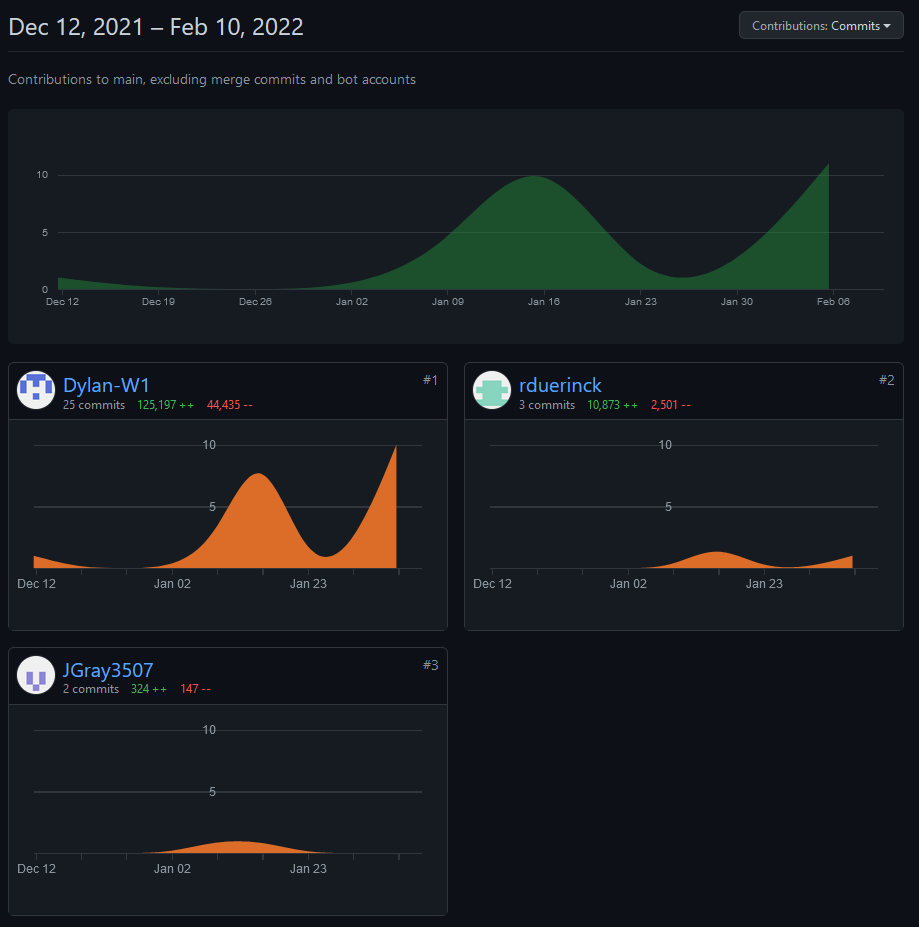 Dec 12, 2021 – Feb 10, 2022
Contributions: Commits
Contributions to main, excluding merge commits and bot accounts
10
5
0
Dec 12 Dec 19 Dec 26 Jan 02 Jan 09 Jan 16 Jan 23 Jan 30 Feb 06
Dylan-W1 #1
25 commits 125,197 ++ 44,435 --
10
5
Dec 12 Jan 02 Jan 23
rduerinck #2
3 commits 10,873 ++ 2,501 --
10
5
Dec 12 Jan 02 Jan 23
JGray3507 #3
2 commits 324 ++ 147 --
10
5
Dec 12 Jan 02 Jan 23